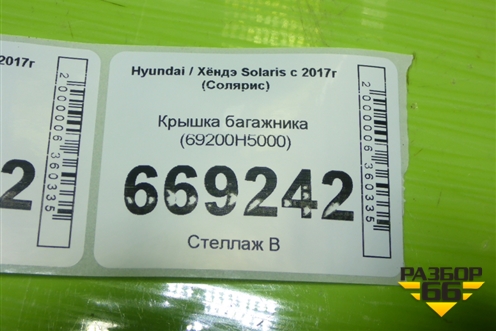 2017г
2
2000006360335
Hyundai / Хёндэ Solaris с 2017г
(Солярис)
Крышка багажника
(69200H5000)
669242
Стеллаж В
2000006360335
РАЗБОР
66